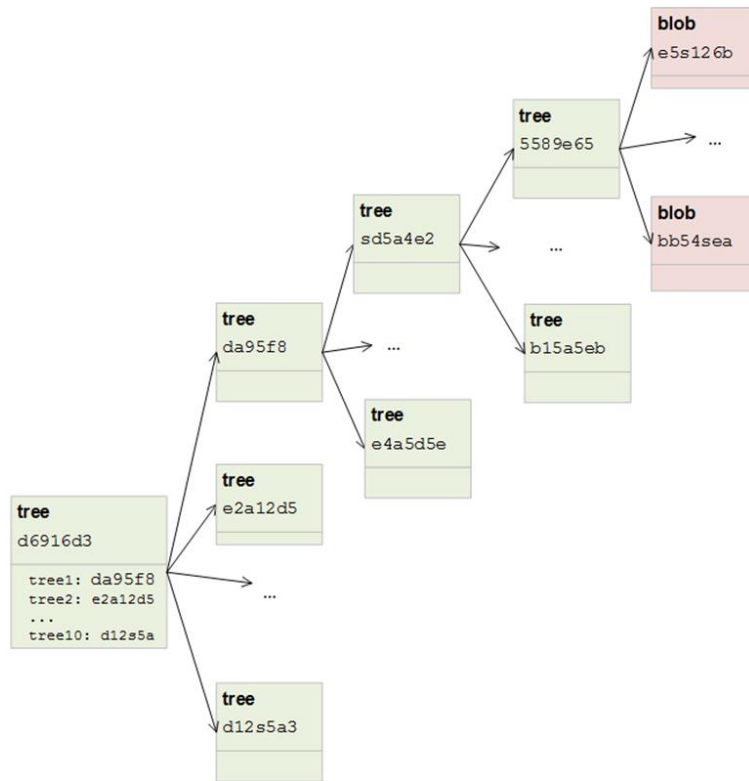 blob
e5s126b
tree
5589e65
...
blob
bb54sea
tree
sd5a4e2
...
tree
b15a5eb
tree
da95f8
...
tree
e4a5d5e
tree
e2a12d5
tree
d6916d3
tree1: da95f8
tree2: e2a12d5
...
tree10: d12s5a
...
tree
d12s5a3